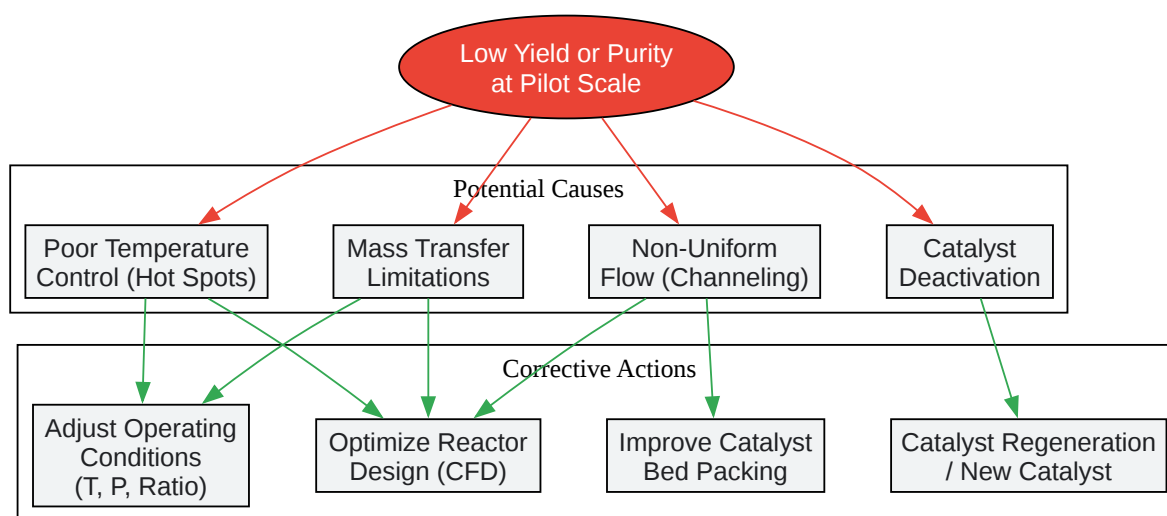 Low Yield or Purity
at Pilot Scale
Potential Causes
Poor Temperature
Control (Hot Spots)
Mass Transfer
Limitations
Non-Uniform
Flow (Channeling)
Catalyst
Deactivation
Corrective Actions
Adjust Operating
Conditions
(T, P, Ratio)
Optimize Reactor
Design (CFD)
Improve Catalyst
Bed Packing
Catalyst Regeneration
/ New Catalyst